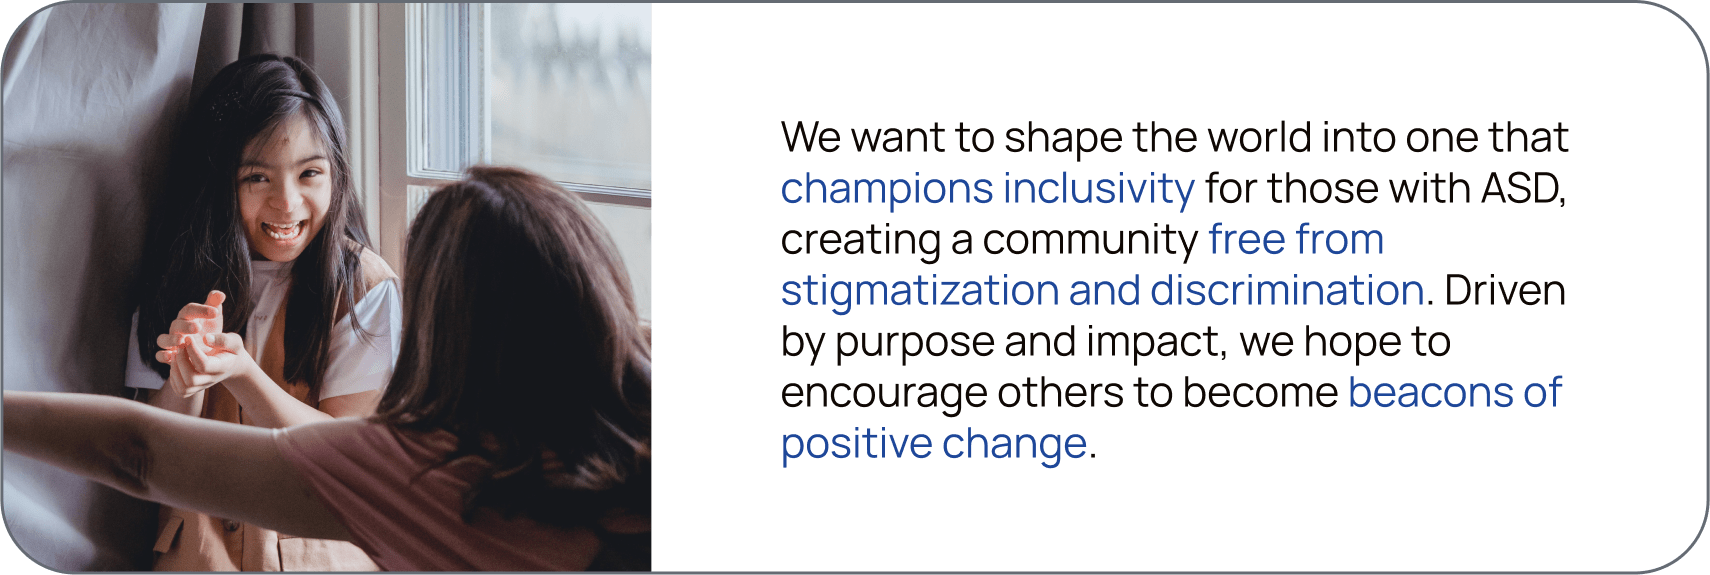 We want to shape the world into one that
champions inclusivity for those with ASD,
creating a community free from
stigmatization and discrimination. Driven
by purpose and impact, we hope to
encourage others to become beacons of
positive change.